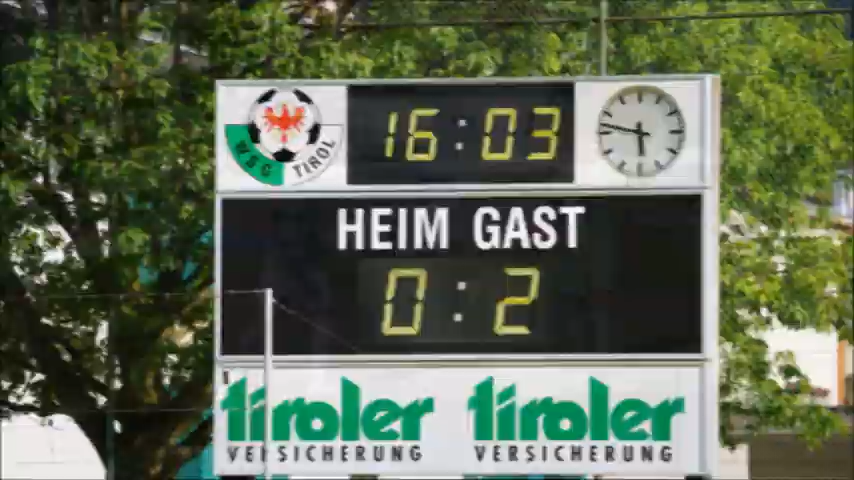 WSG TIROL
16:03
HEIM GAST
0:2
tiroler tiroler
VERSICHERUNG VERSICHERUNG